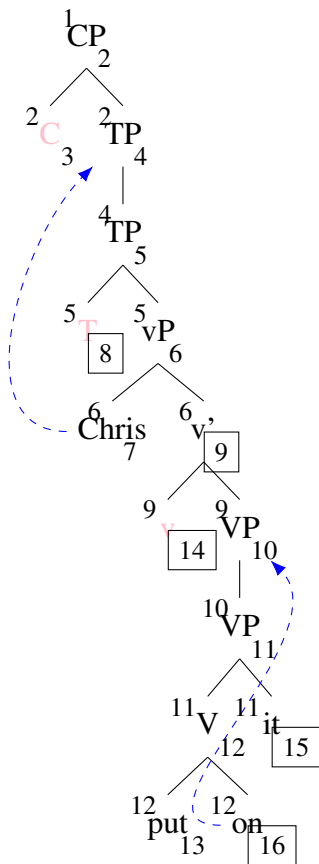 1 CP 2
2 C 3 2 TP 4
4 TP 5
5 T 8 5 vP 6
6 Chris 7 6 v' 9
9 v 14 9 VP 10
10 VP 11
11 V 12 11 it 15
12 put 13 12 on 16